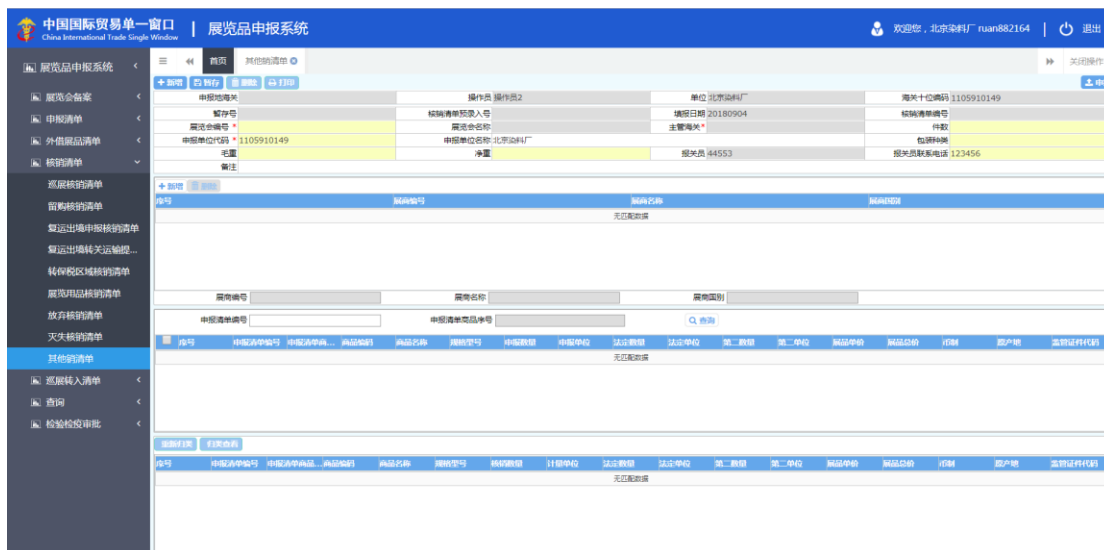 中国国际贸易单一窗口 | 展览品申报系统
China International Trade Single Window
欢迎您，北京染料厂 ruan882164 | 退出
展览品申报系统
展览会备案
申报清单
外借展品清单
核销清单
巡展核销清单
留购核销清单
复运出境申报核销清单
复运出境转关运输提...
转保税区域核销清单
展览用品核销清单
放弃核销清单
灭失核销清单
其他销清单
巡展转入清单
查询
检验检疫审批
首页 其他销清单 关闭操作
+ 新增 暂存 删除 打印 申
申报地海关 操作员 操作员2 单位 北京染料厂 海关十位编码 1105910149
暂存号 核销清单预录入号 填报日期 20180904 核销清单编号
展览会编号 * 展览会名称 主管海关 * 件数
申报单位代码 * 1105910149 申报单位名称 北京染料厂 包装种类
毛重 净重 报关员 44553 报关员联系电话 123456
备注
+ 新增 删除
序号 展商编号 展商名称 展商国别
无匹配数据
展商编号 展商名称 展商国别
申报清单编号 申报清单商品序号 查询
序号 申报清单编号 申报清单商... 商品编码 商品名称 规格型号 申报数量 申报单位 法定数量 法定单位 第二数量 第二单位 展品单价 展品总价 币制 原产地 监管证件代码
无匹配数据
重新归类 归类查看
序号 申报清单编号 申报清单商品... 商品编码 商品名称 规格型号 核销数量 计量单位 法定数量 法定单位 第二数量 第二单位 展品单价 展品总价 币制 原产地 监管证件代码
无匹配数据